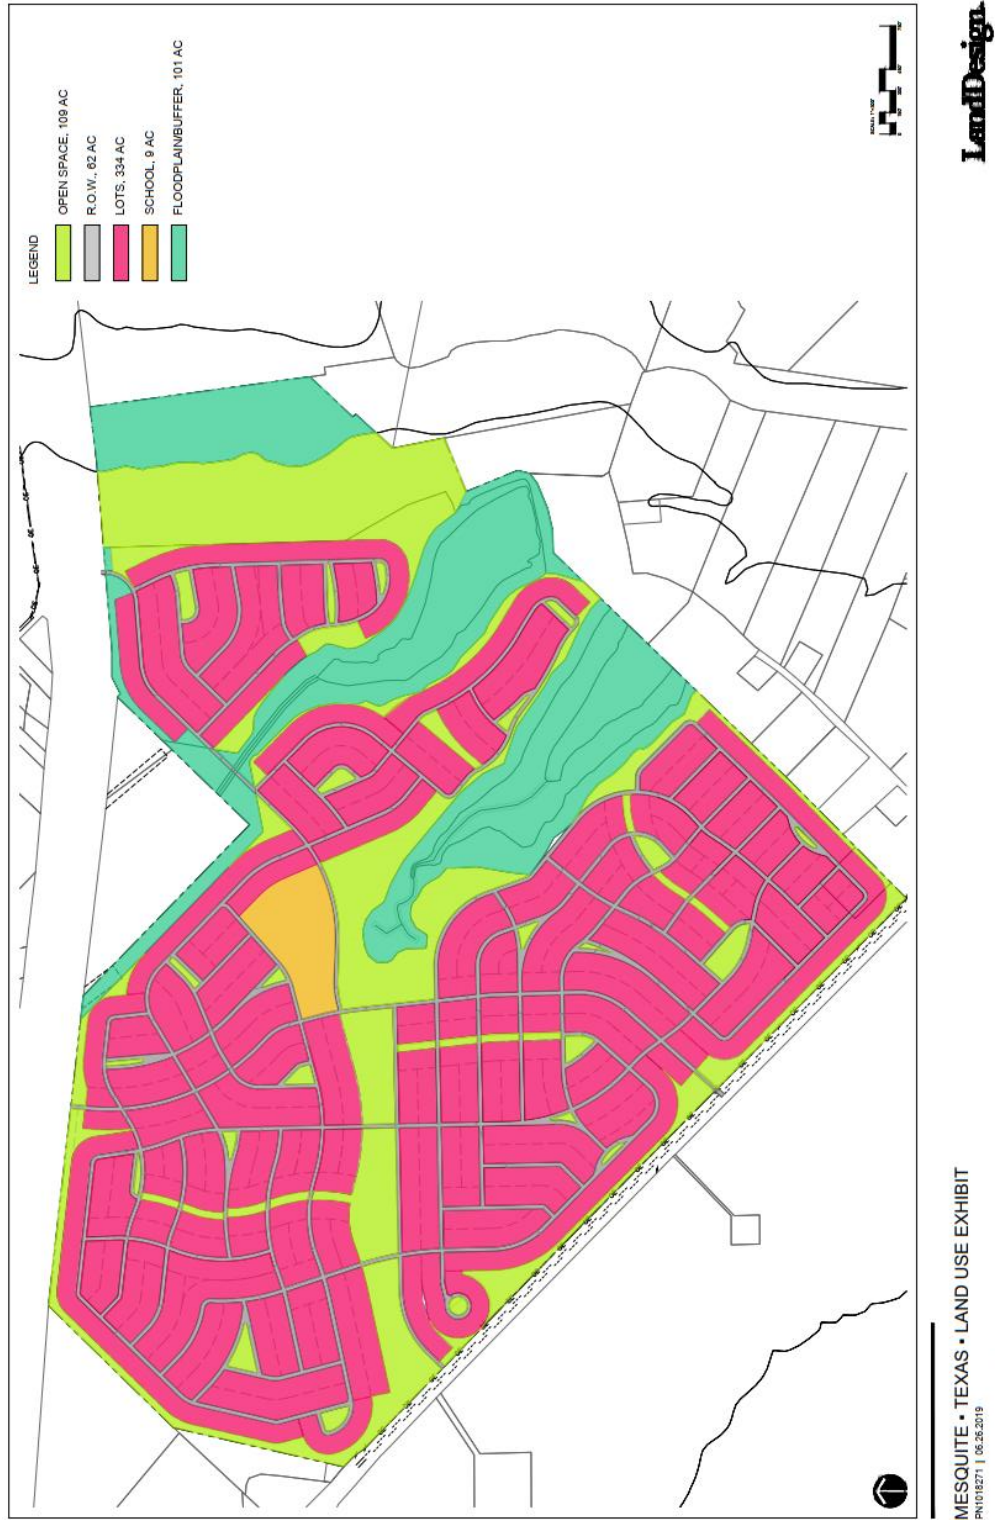 LEGEND
OPEN SPACE, 109 AC
R.O.W., 62 AC
LOTS, 334 AC
SCHOOL, 9 AC
FLOODPLAIN/BUFFER, 101 AC
LandDesign.
MESQUITE • TEXAS • LAND USE EXHIBIT
PN1018271 | 06.26.2019